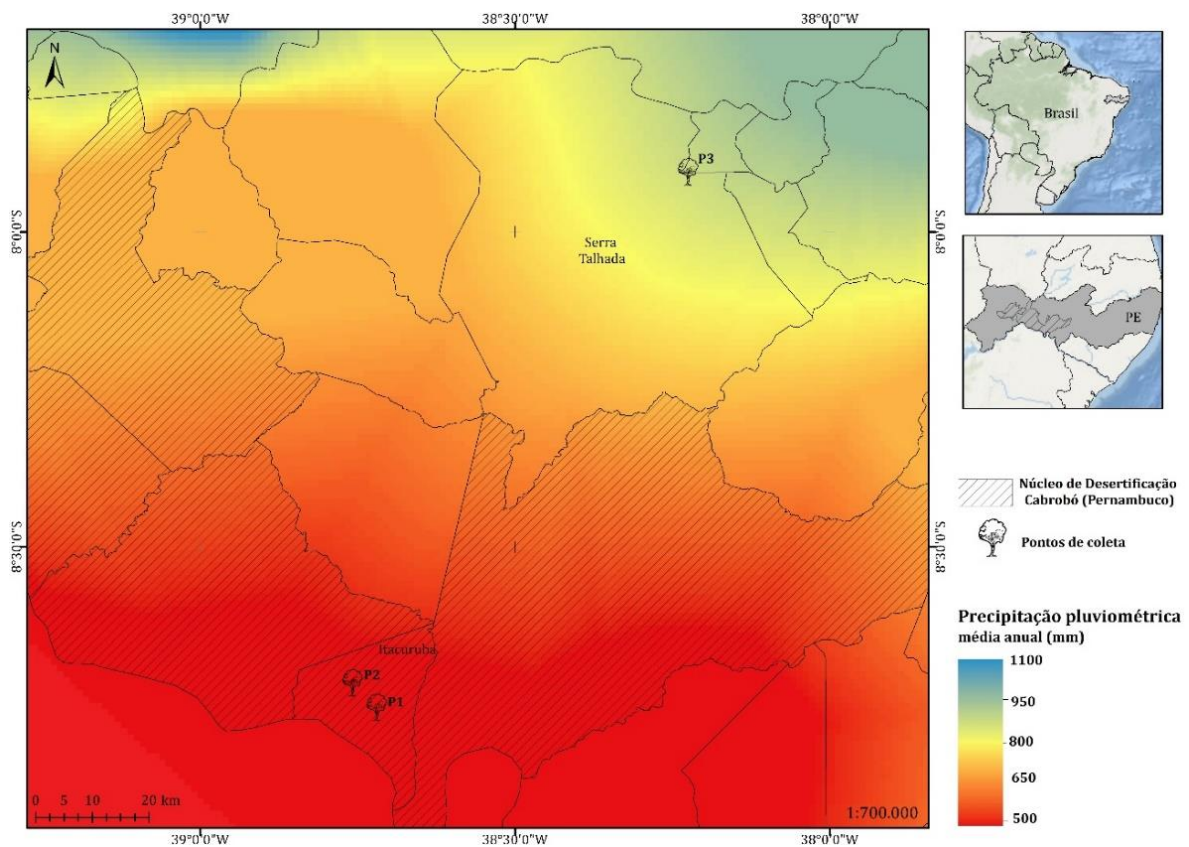 39°0'0"W
38°30'0"W
38°0'0"W
N
Brasil
P3
8°0'0"S
Serra
Talhada
8°0'0"S
PE
Núcleo de Desertificação
Cabrobó (Pernambuco)
8°30'0"S
8°30'0"S
Pontos de coleta
Precipitação pluviométrica
média anual (mm)
1100
950
800
650
500
Itacuruba
P2
P1
0 5 10 20 km
1:700.000
39°0'0"W
38°30'0"W
38°0'0"W